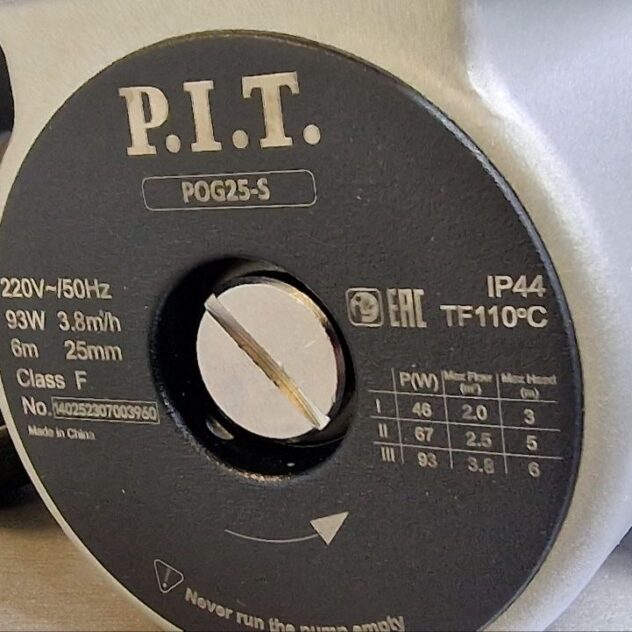 P.I.T.
POG25-S
220V~/50Hz
93W 3.8m³/h
6m 25mm
Class F
No. 140252307003960
Made in China
EAC
IP44
TF110°C
P(W) Max Flow (m³) Max Head (m)
I 46 2.0 3
II 67 2.5 5
III 93 3.8 6
Never run the pump empty